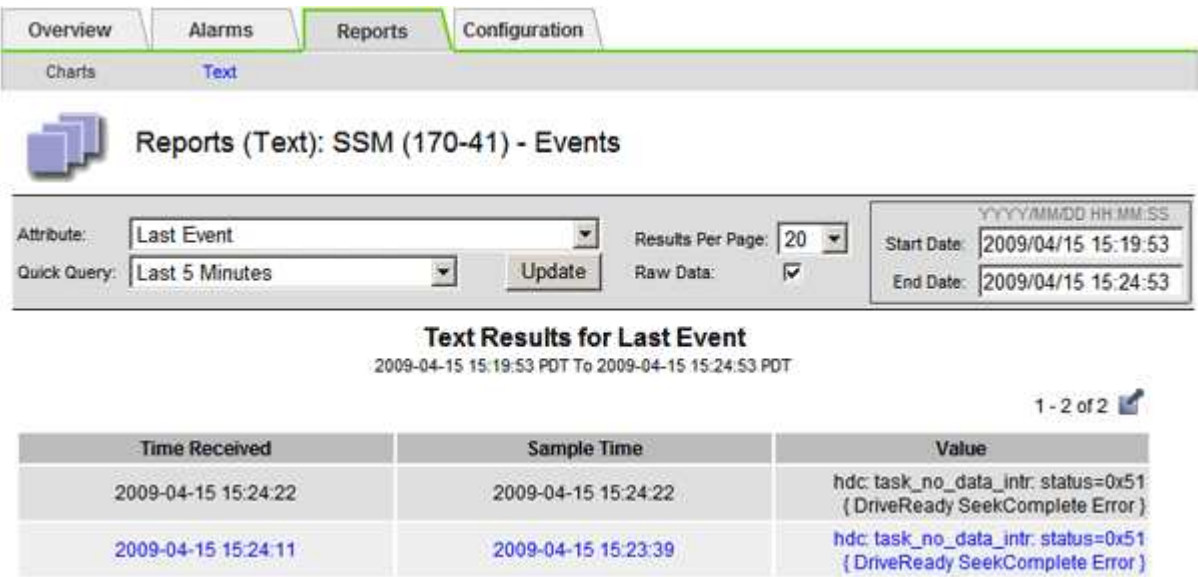 Overview Alarms Reports Configuration
Charts Text
Reports (Text): SSM (170-41) - Events
YYYY/MM/DD HH:MM:SS
Attribute: Last Event Results Per Page: 20 Start Date: 2009/04/15 15:19:53
Quick Query: Last 5 Minutes Update Raw Data: End Date: 2009/04/15 15:24:53
Text Results for Last Event
2009-04-15 15:19:53 PDT To 2009-04-15 15:24:53 PDT
1 - 2 of 2
Time Received Sample Time Value
2009-04-15 15:24:22 2009-04-15 15:24:22 hdc: task_no_data_intr: status=0x51
{ DriveReady SeekComplete Error }
2009-04-15 15:24:11 2009-04-15 15:23:39 hdc: task_no_data_intr: status=0x51
{ DriveReady SeekComplete Error }